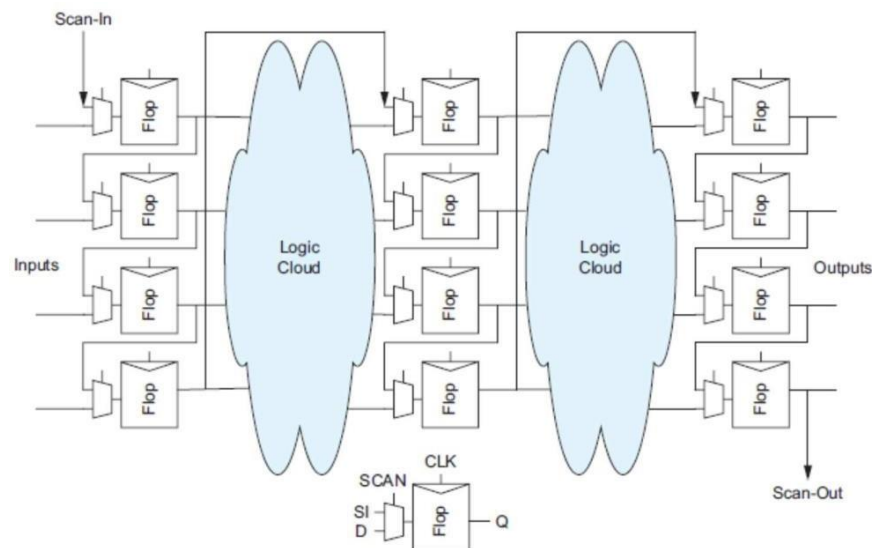 Scan-In
Flop
Flop
Flop
Flop
Flop
Flop
Logic
Cloud
Logic
Cloud
Inputs
Outputs
Flop
Flop
Flop
Flop
Flop
Flop
Scan-Out
CLK
SCAN
SI
D
Flop
Q